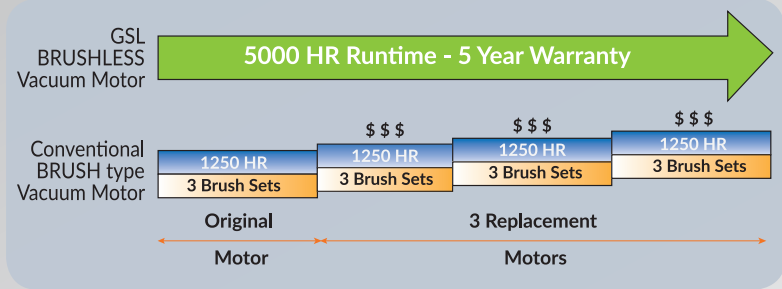 GSL
BRUSHLESS
Vacuum Motor
5000 HR Runtime - 5 Year Warranty
Conventional
BRUSH type
Vacuum Motor
$ $ $
$ $ $
$ $ $
1250 HR
1250 HR
1250 HR
1250 HR
3 Brush Sets
3 Brush Sets
3 Brush Sets
3 Brush Sets
Original
3 Replacement
Motor
Motors